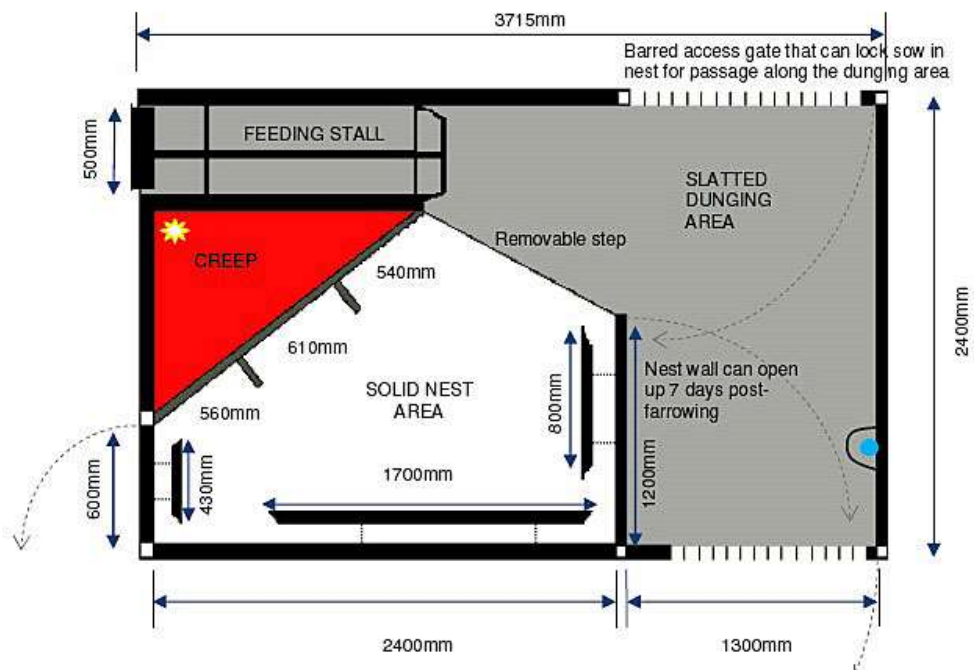 3715mm
Barred access gate that can lock sow in
nest for passage along the dunging area
500mm
FEEDING STALL
SLATTED
DUNGING
AREA
CREEP
Removable step
540mm
610mm
560mm
SOLID NEST
AREA
800mm
Nest wall can open
up 7 days post-
farrowing
2400mm
600mm
430mm
1700mm
1200mm
2400mm
1300mm